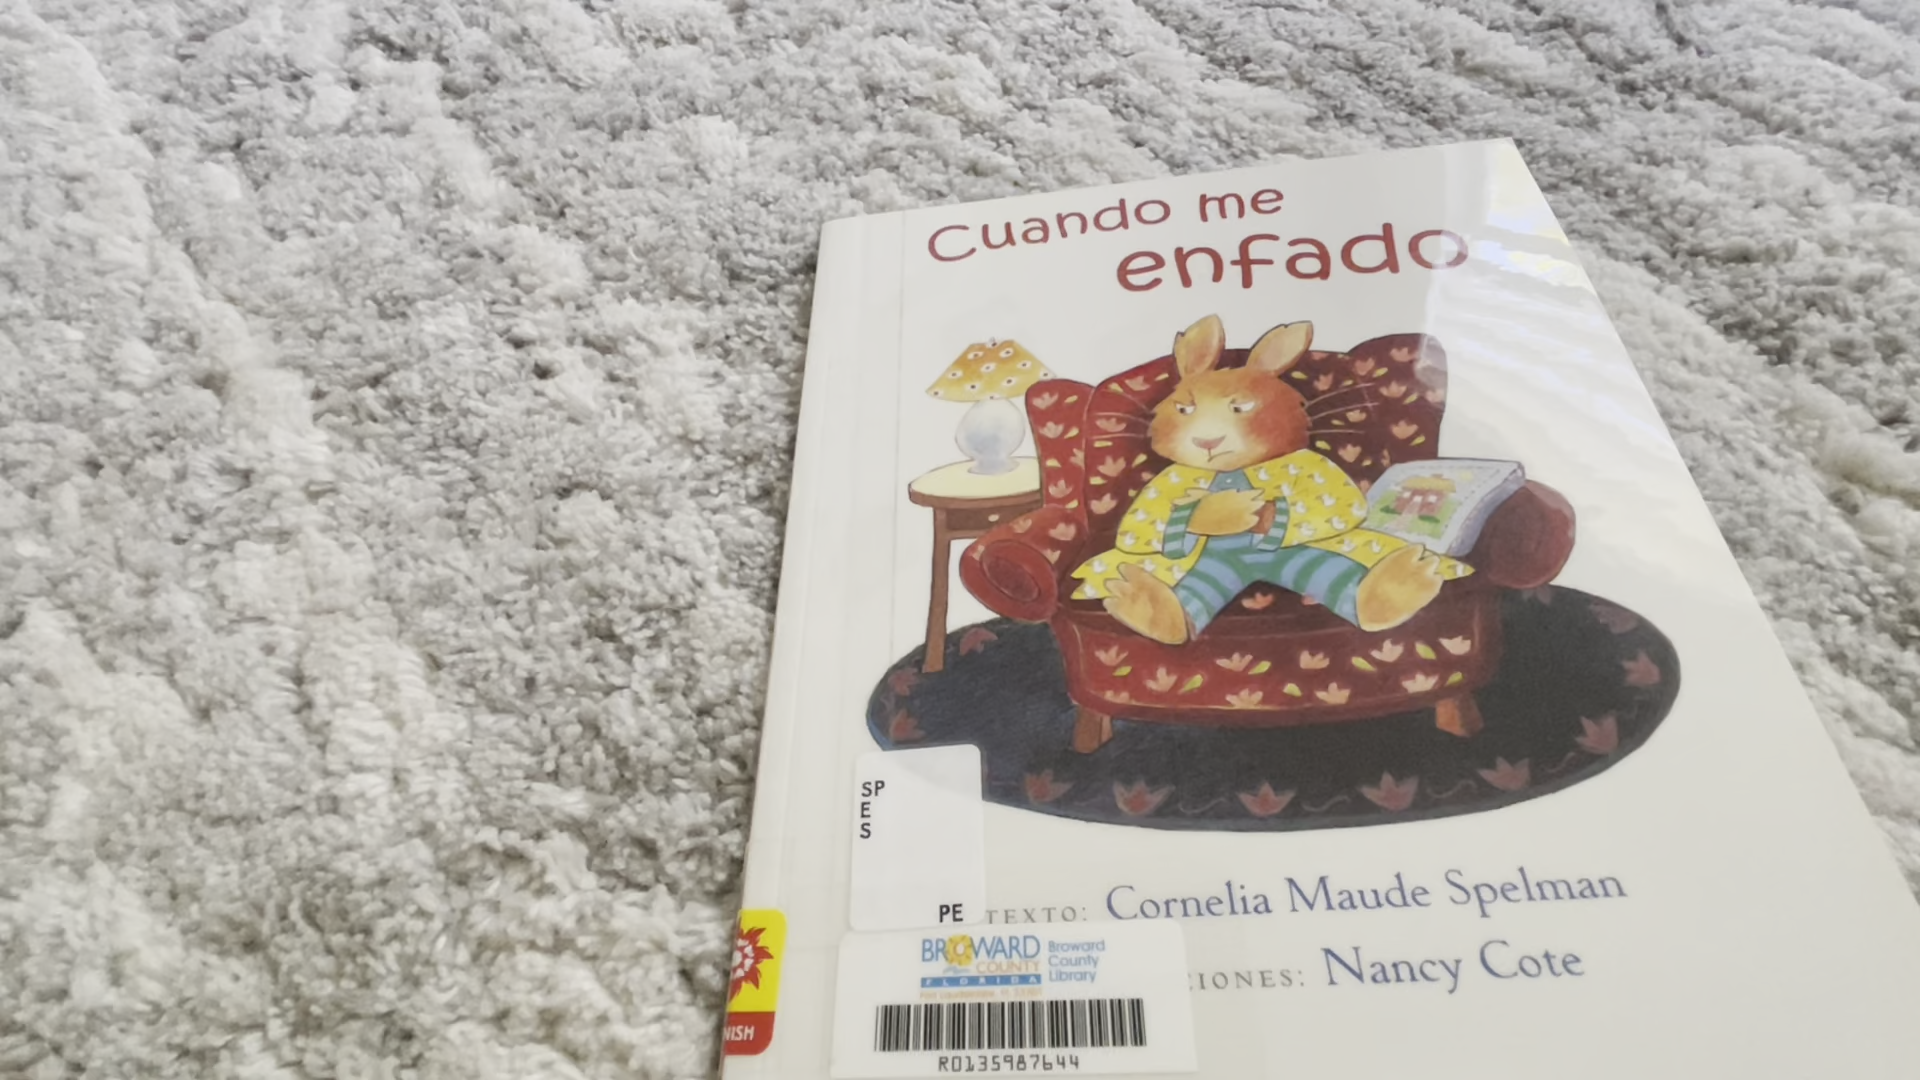 Cuando me
enfado
SP
E
S
PE
TEXTO: Cornelia Maude Spelman
CIONES: Nancy Cote
BROWARD
COUNTY
FLORIDA
Broward
County
Library
NISH
R0135987644